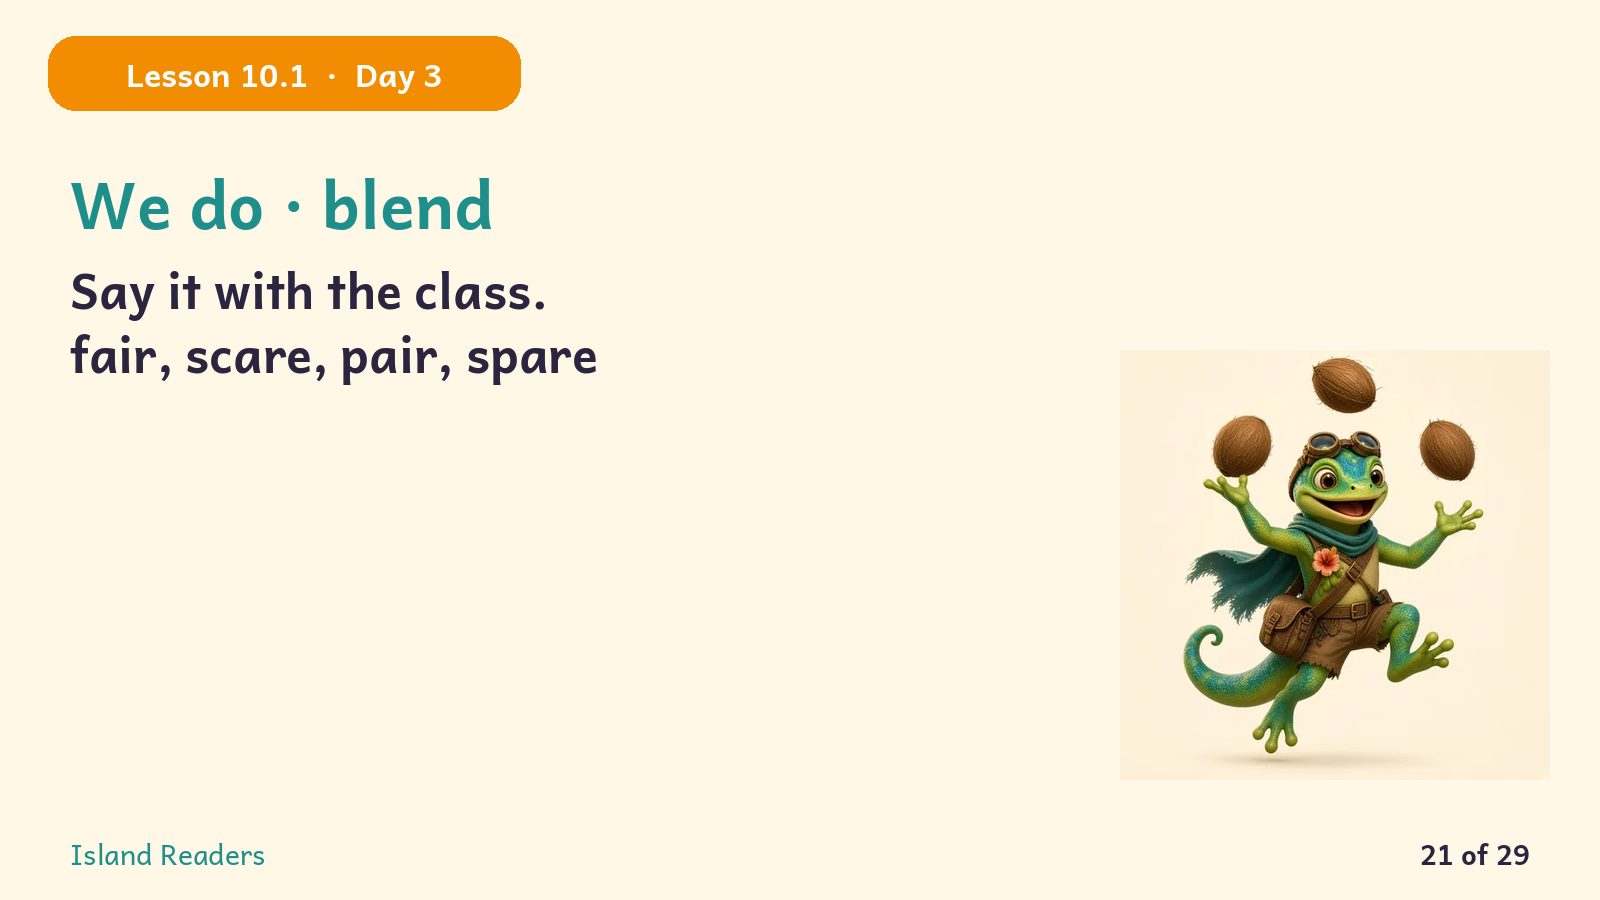 Lesson 10.1 · Day 3
We do · blend
Say it with the class.
fair, scare, pair, spare
Island Readers
21 of 29